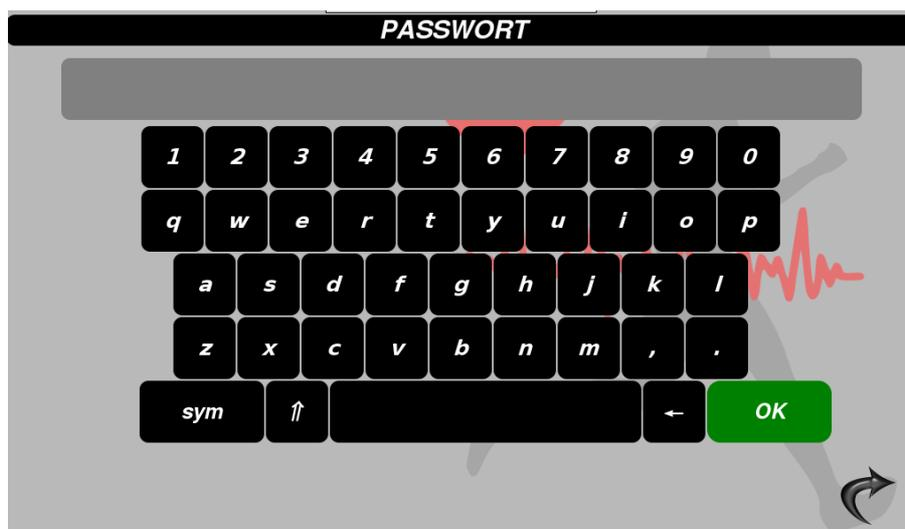 PASSWORT
1 2 3 4 5 6 7 8 9 0
q w e r t y u i o p
a s d f g h j k l
z x c v b n m , .
sym ⇑ ← OK